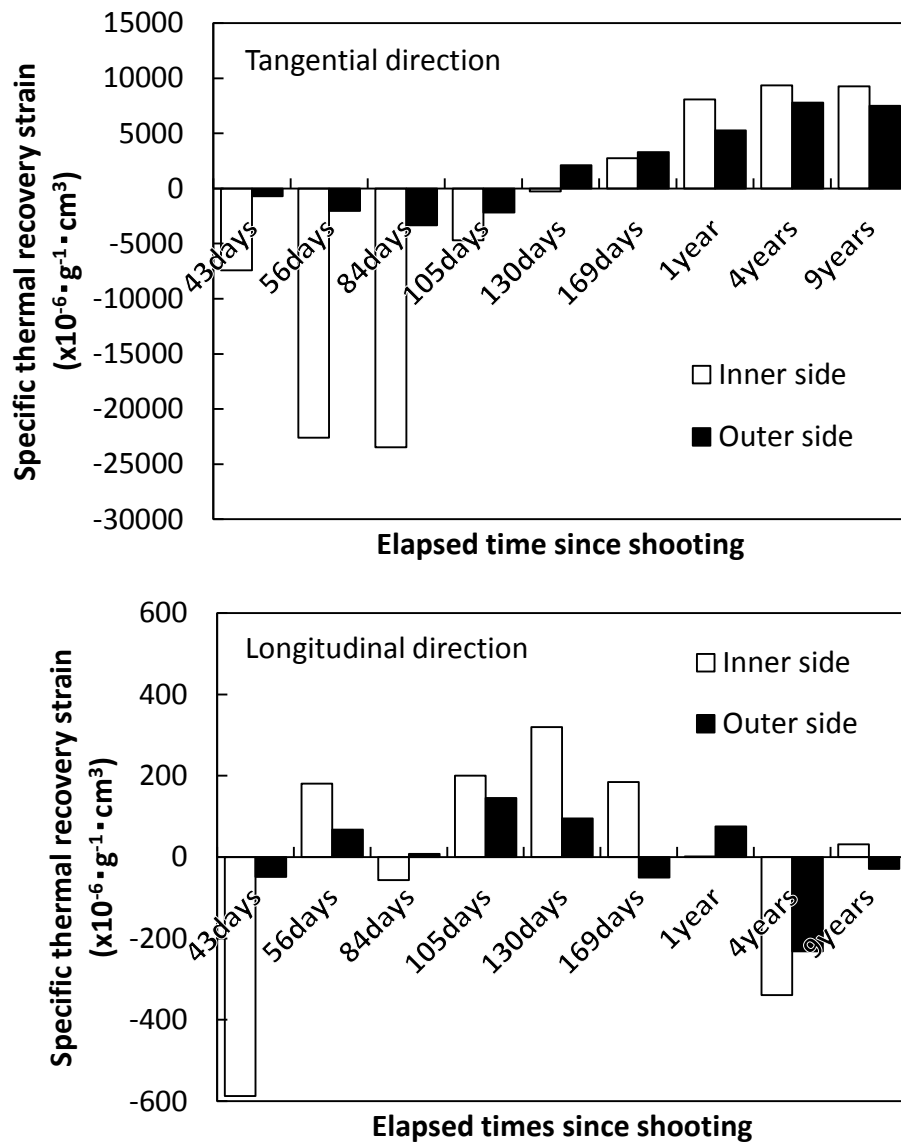 15000
10000
5000
0
-5000
-10000
-15000
-20000
-25000
-30000
Specific thermal recovery strain
(x10⁻⁶▪g⁻¹▪cm³)
Tangential direction
43days
56days
84days
105days
130days
169days
1year
4years
9years
Inner side
Outer side
Elapsed time since shooting
600
400
200
0
-200
-400
-600
Specific thermal recovery strain
(x10⁻⁶▪g⁻¹▪cm³)
Longitudinal direction
Inner side
Outer side
43days
56days
84days
105days
130days
169days
1year
4years
9years
Elapsed times since shooting